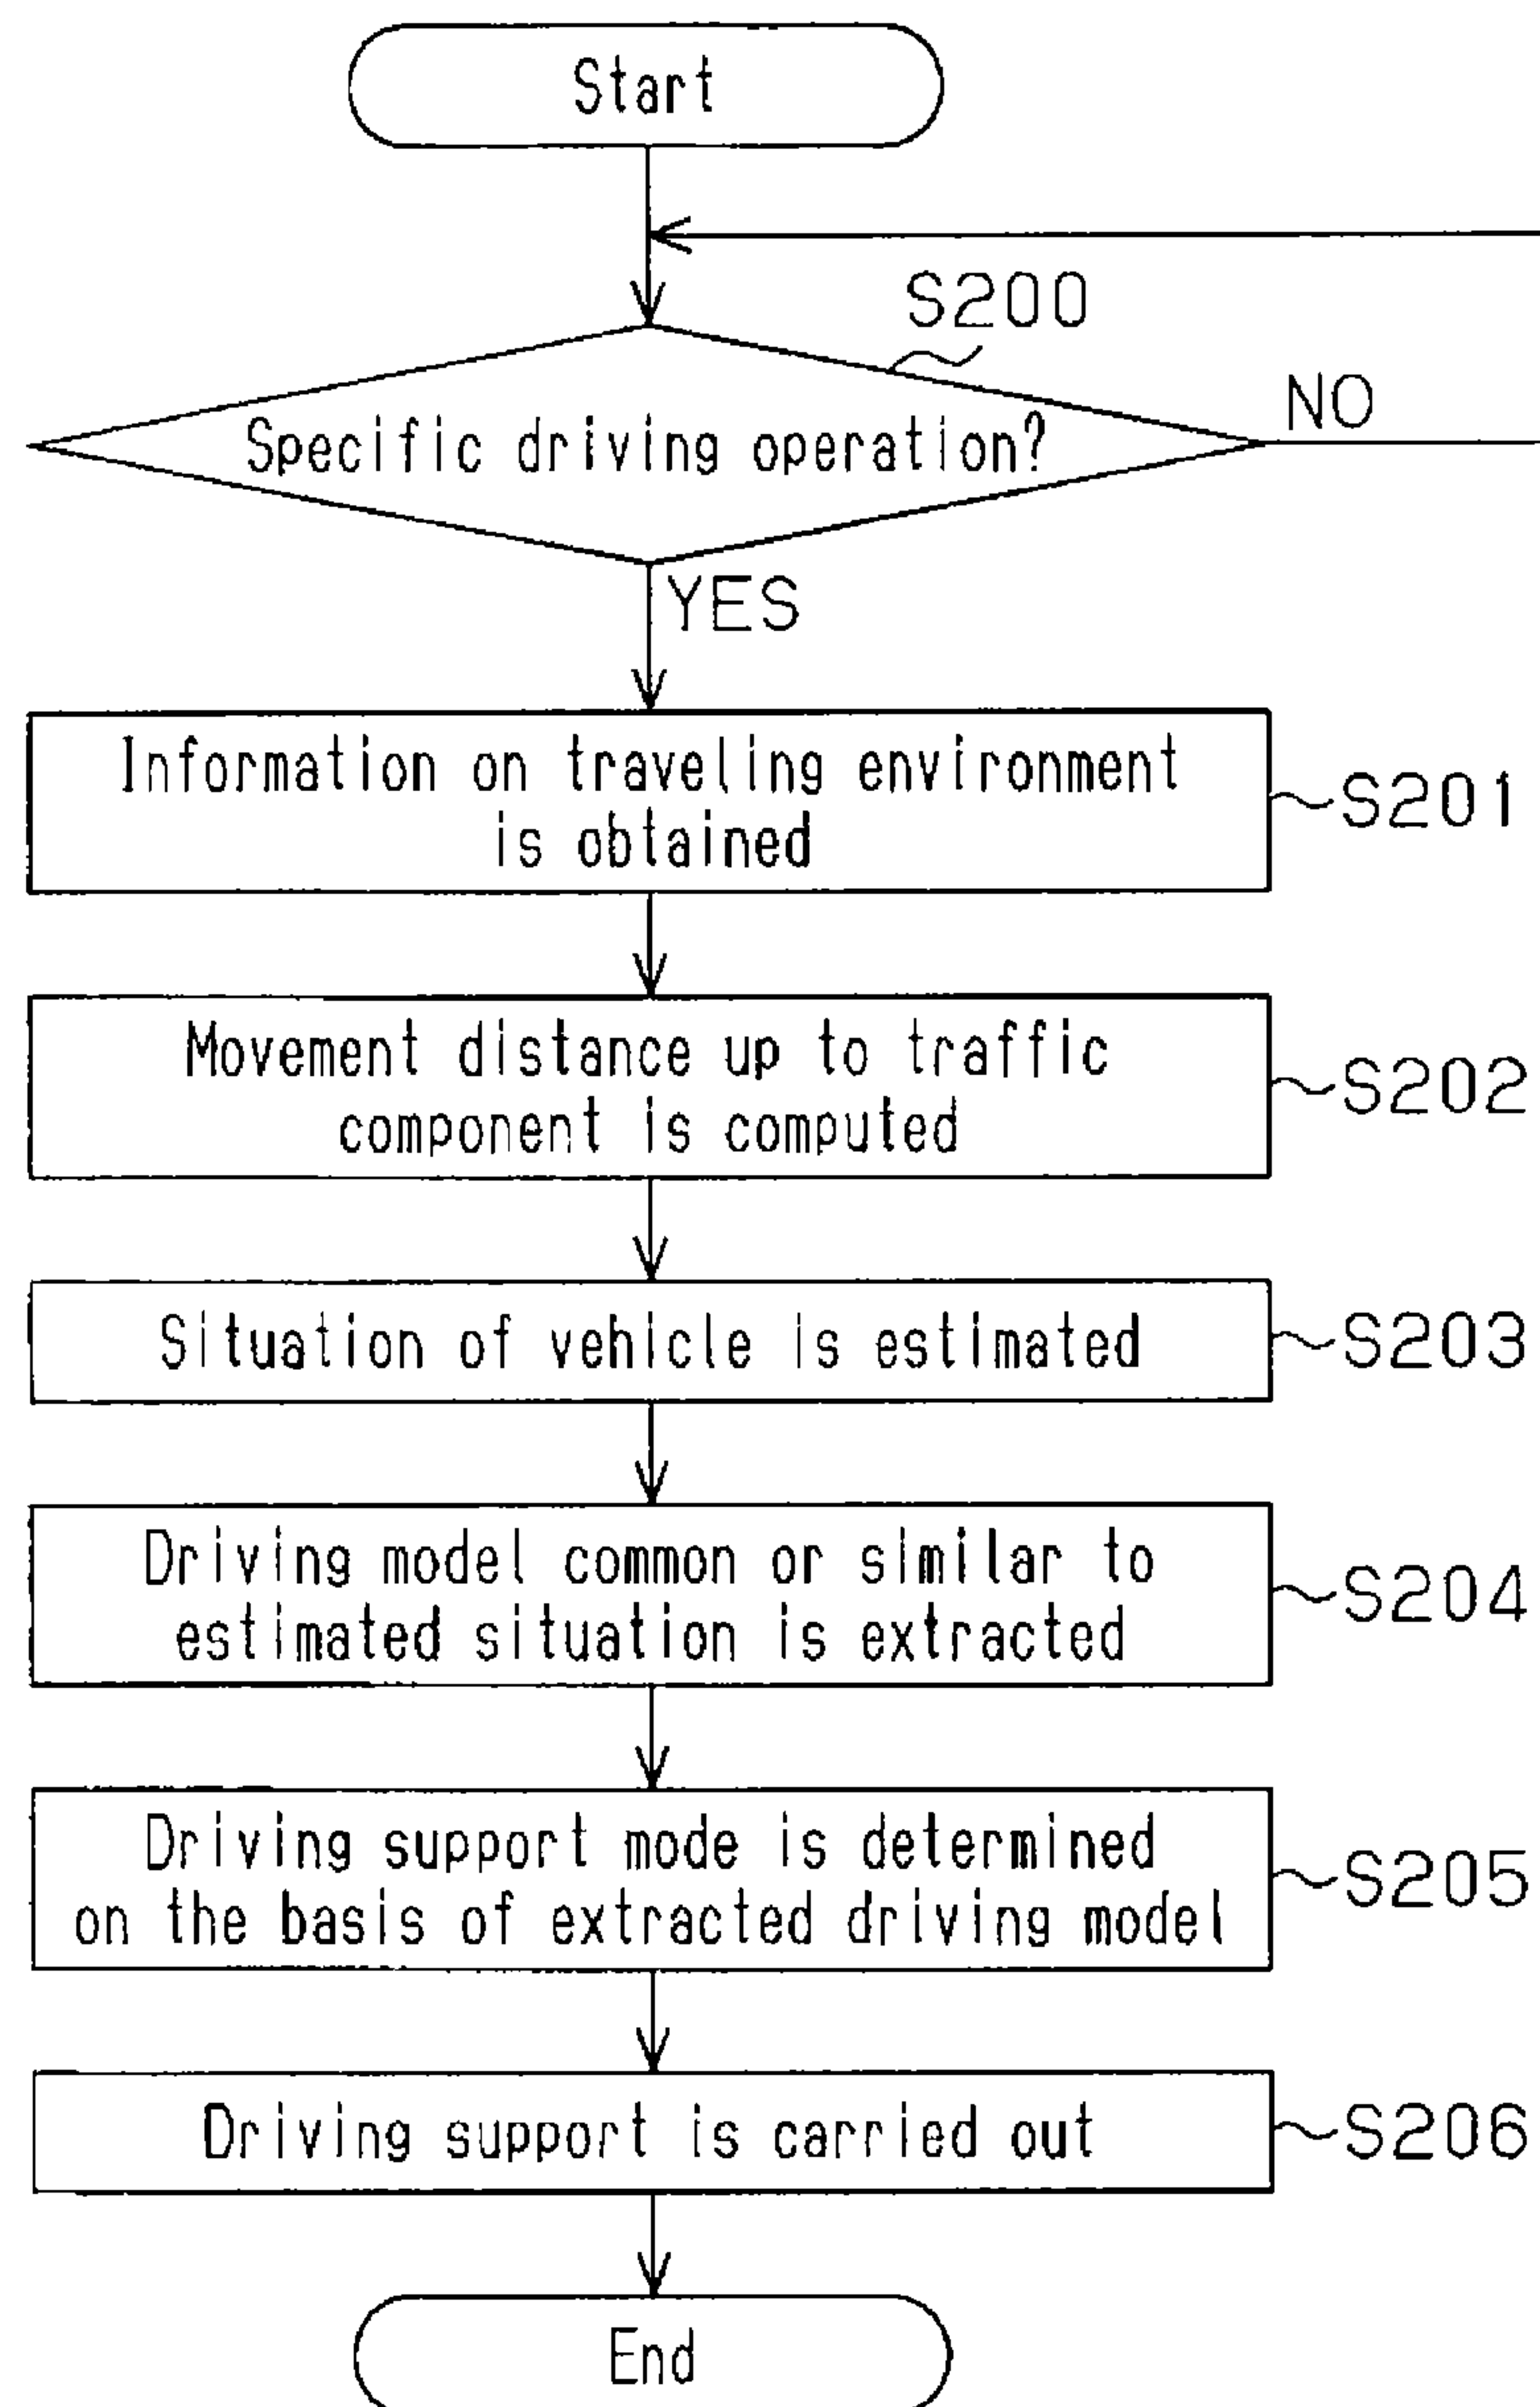 Start
S200
Specific driving operation?
NO
YES
Information on traveling environment
is obtained
S201
Movement distance up to traffic
component is computed
S202
Situation of vehicle is estimated
S203
Driving model common or similar to
estimated situation is extracted
S204
Driving support mode is determined
on the basis of extracted driving model
S205
Driving support is carried out
S206
End